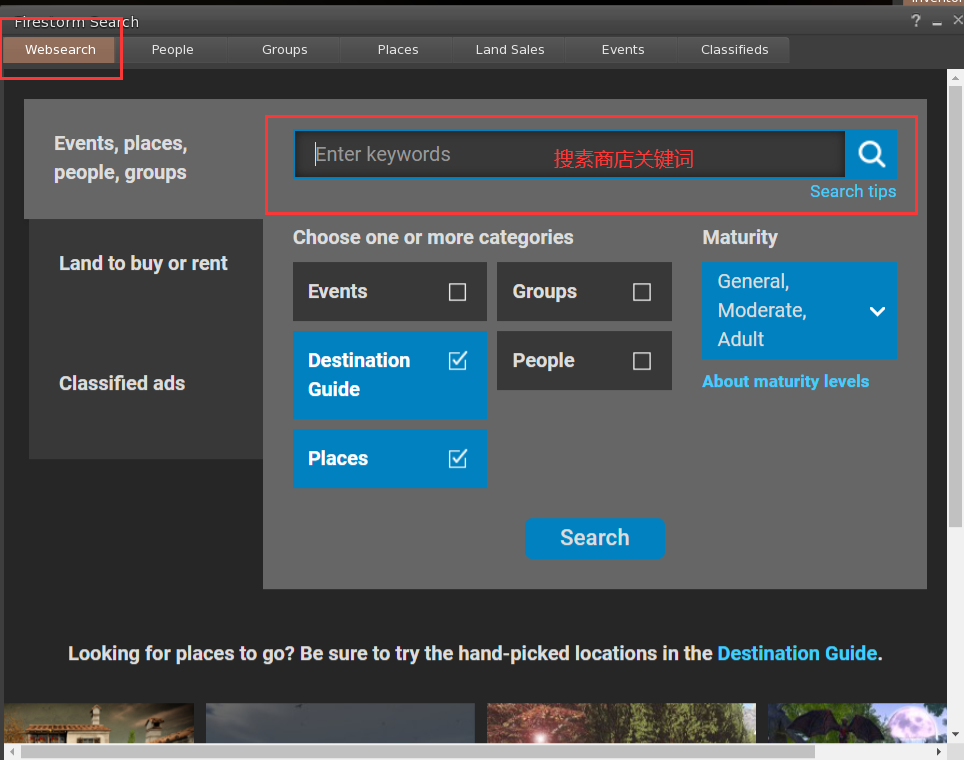 Inventor
Firestorm Search
?
Websearch
People
Groups
Places
Land Sales
Events
Classifieds
Events, places,
people, groups
Enter keywords
搜素商店关键词
Search tips
Land to buy or rent
Classified ads
Choose one or more categories
Events
Groups
Destination
Guide
People
Places
Maturity
General,
Moderate,
Adult
About maturity levels
Search
Looking for places to go? Be sure to try the hand-picked locations in the Destination Guide.